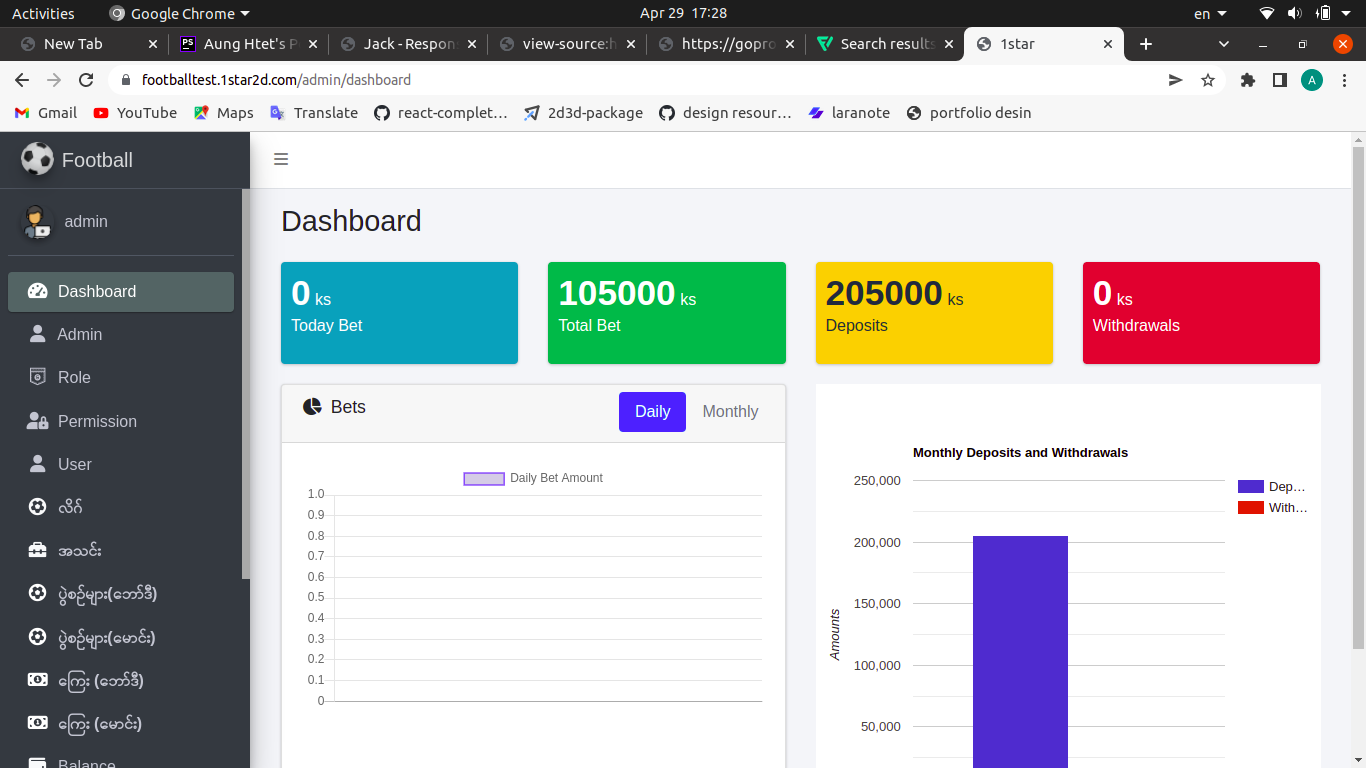 Activities
Google Chrome
Apr 29 17:28
en
New Tab
Aung Htet's P
Jack - Respon
view-source:h
https://gopro
Search results
1star
footballtest.1star2d.com/admin/dashboard
A
Gmail
YouTube
Maps
Translate
react-complet…
2d3d-package
design resour…
laranote
portfolio desin
Football
admin
Dashboard
Admin
Role
Permission
User
လိဂ်
အသင်း
ပွဲစဉ်များ(ဘော်ဒီ)
ပွဲစဉ်များ(မောင်း)
ကြေး (ဘော်ဒီ)
ကြေး (မောင်း)
Balance
Dashboard
0 ks
Today Bet
105000 ks
Total Bet
205000 ks
Deposits
0 ks
Withdrawals
Bets
Daily
Monthly
Daily Bet Amount
1.0
0.9
0.8
0.7
0.6
0.5
0.4
0.3
0.2
0.1
0
Monthly Deposits and Withdrawals
250,000
200,000
150,000
100,000
50,000
Amounts
Dep…
With…